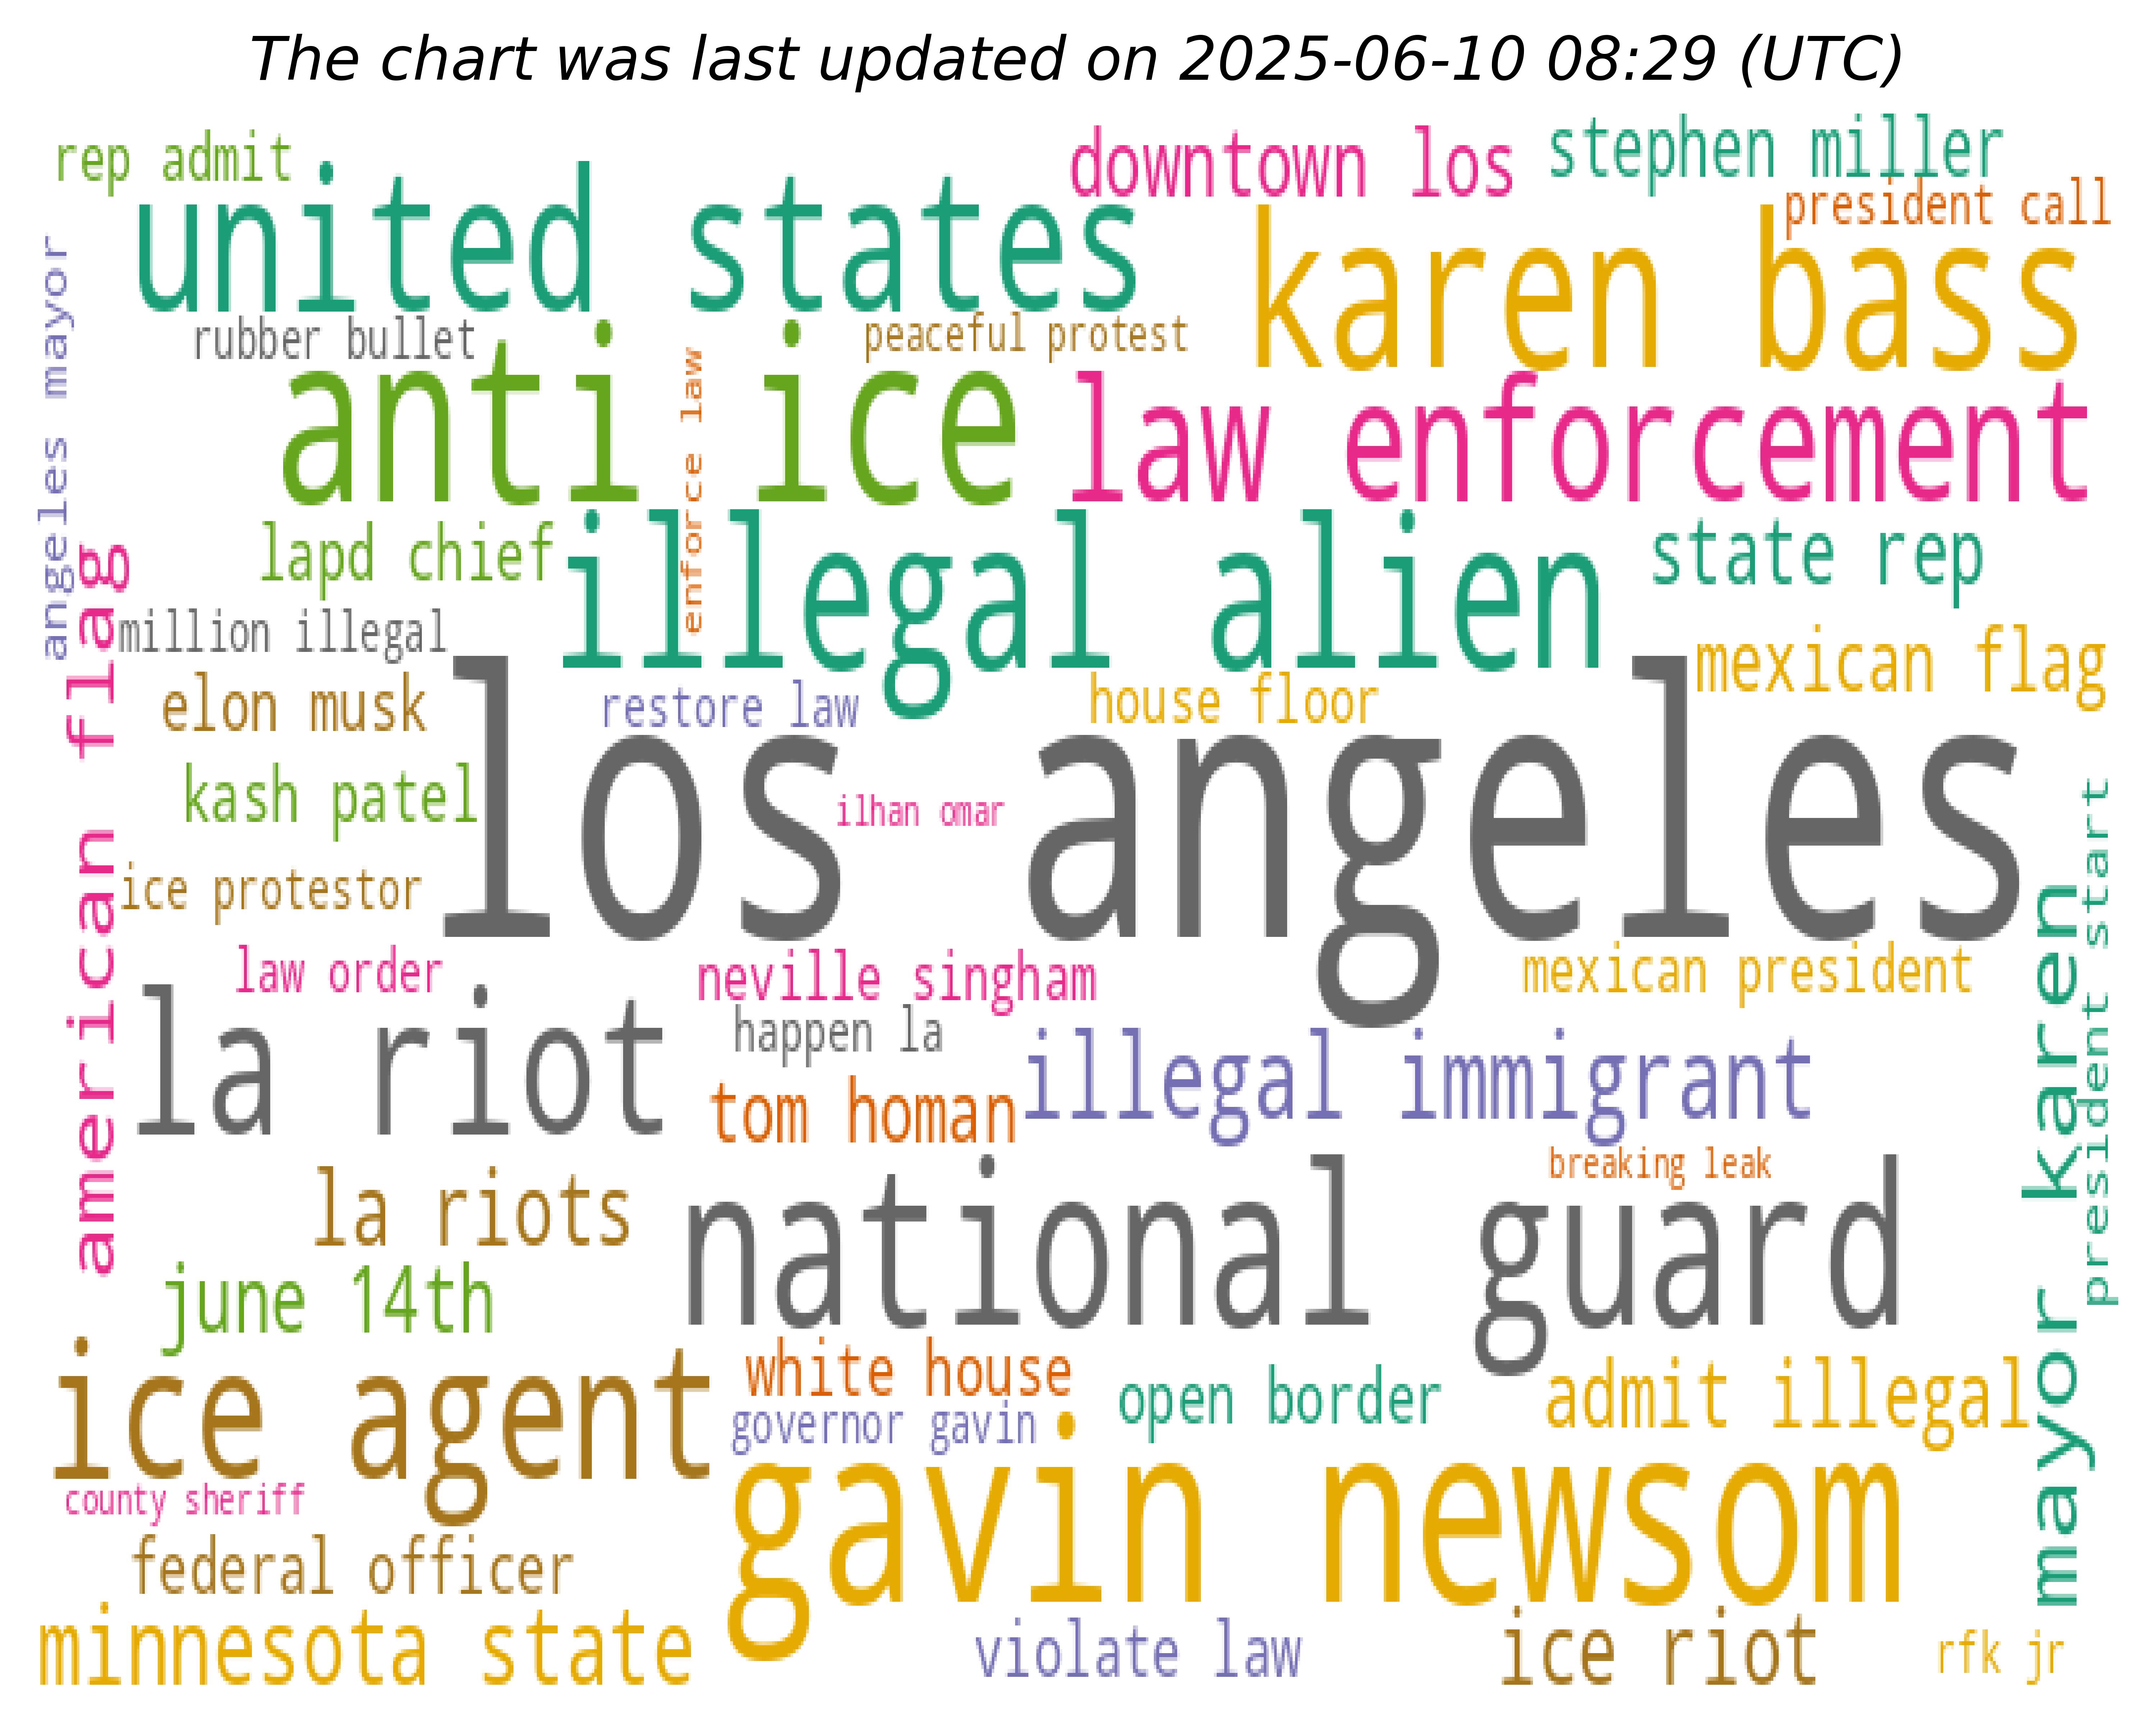 The chart was last updated on 2025-06-10 08:29 (UTC)
rep admit
downtown los
stephen miller
president call
united states
karen bass
angeles mayor
rubber bullet
peaceful protest
anti ice
enforce law
law enforcement
lapd chief
illegal alien
state rep
american flag
million illegal
mexican flag
elon musk
restore law
house floor
los angeles
kash patel
ilhan omar
president start
ice protestor
mayor karen
law order
neville singham
mexican president
la riot
happen la
illegal immigrant
tom homan
breaking leak
la riots
national guard
june 14th
white house
ice agent
open border
admit illegal
governor gavin
gavin newsom
county sheriff
federal officer
minnesota state
violate law
ice riot
rfk jr